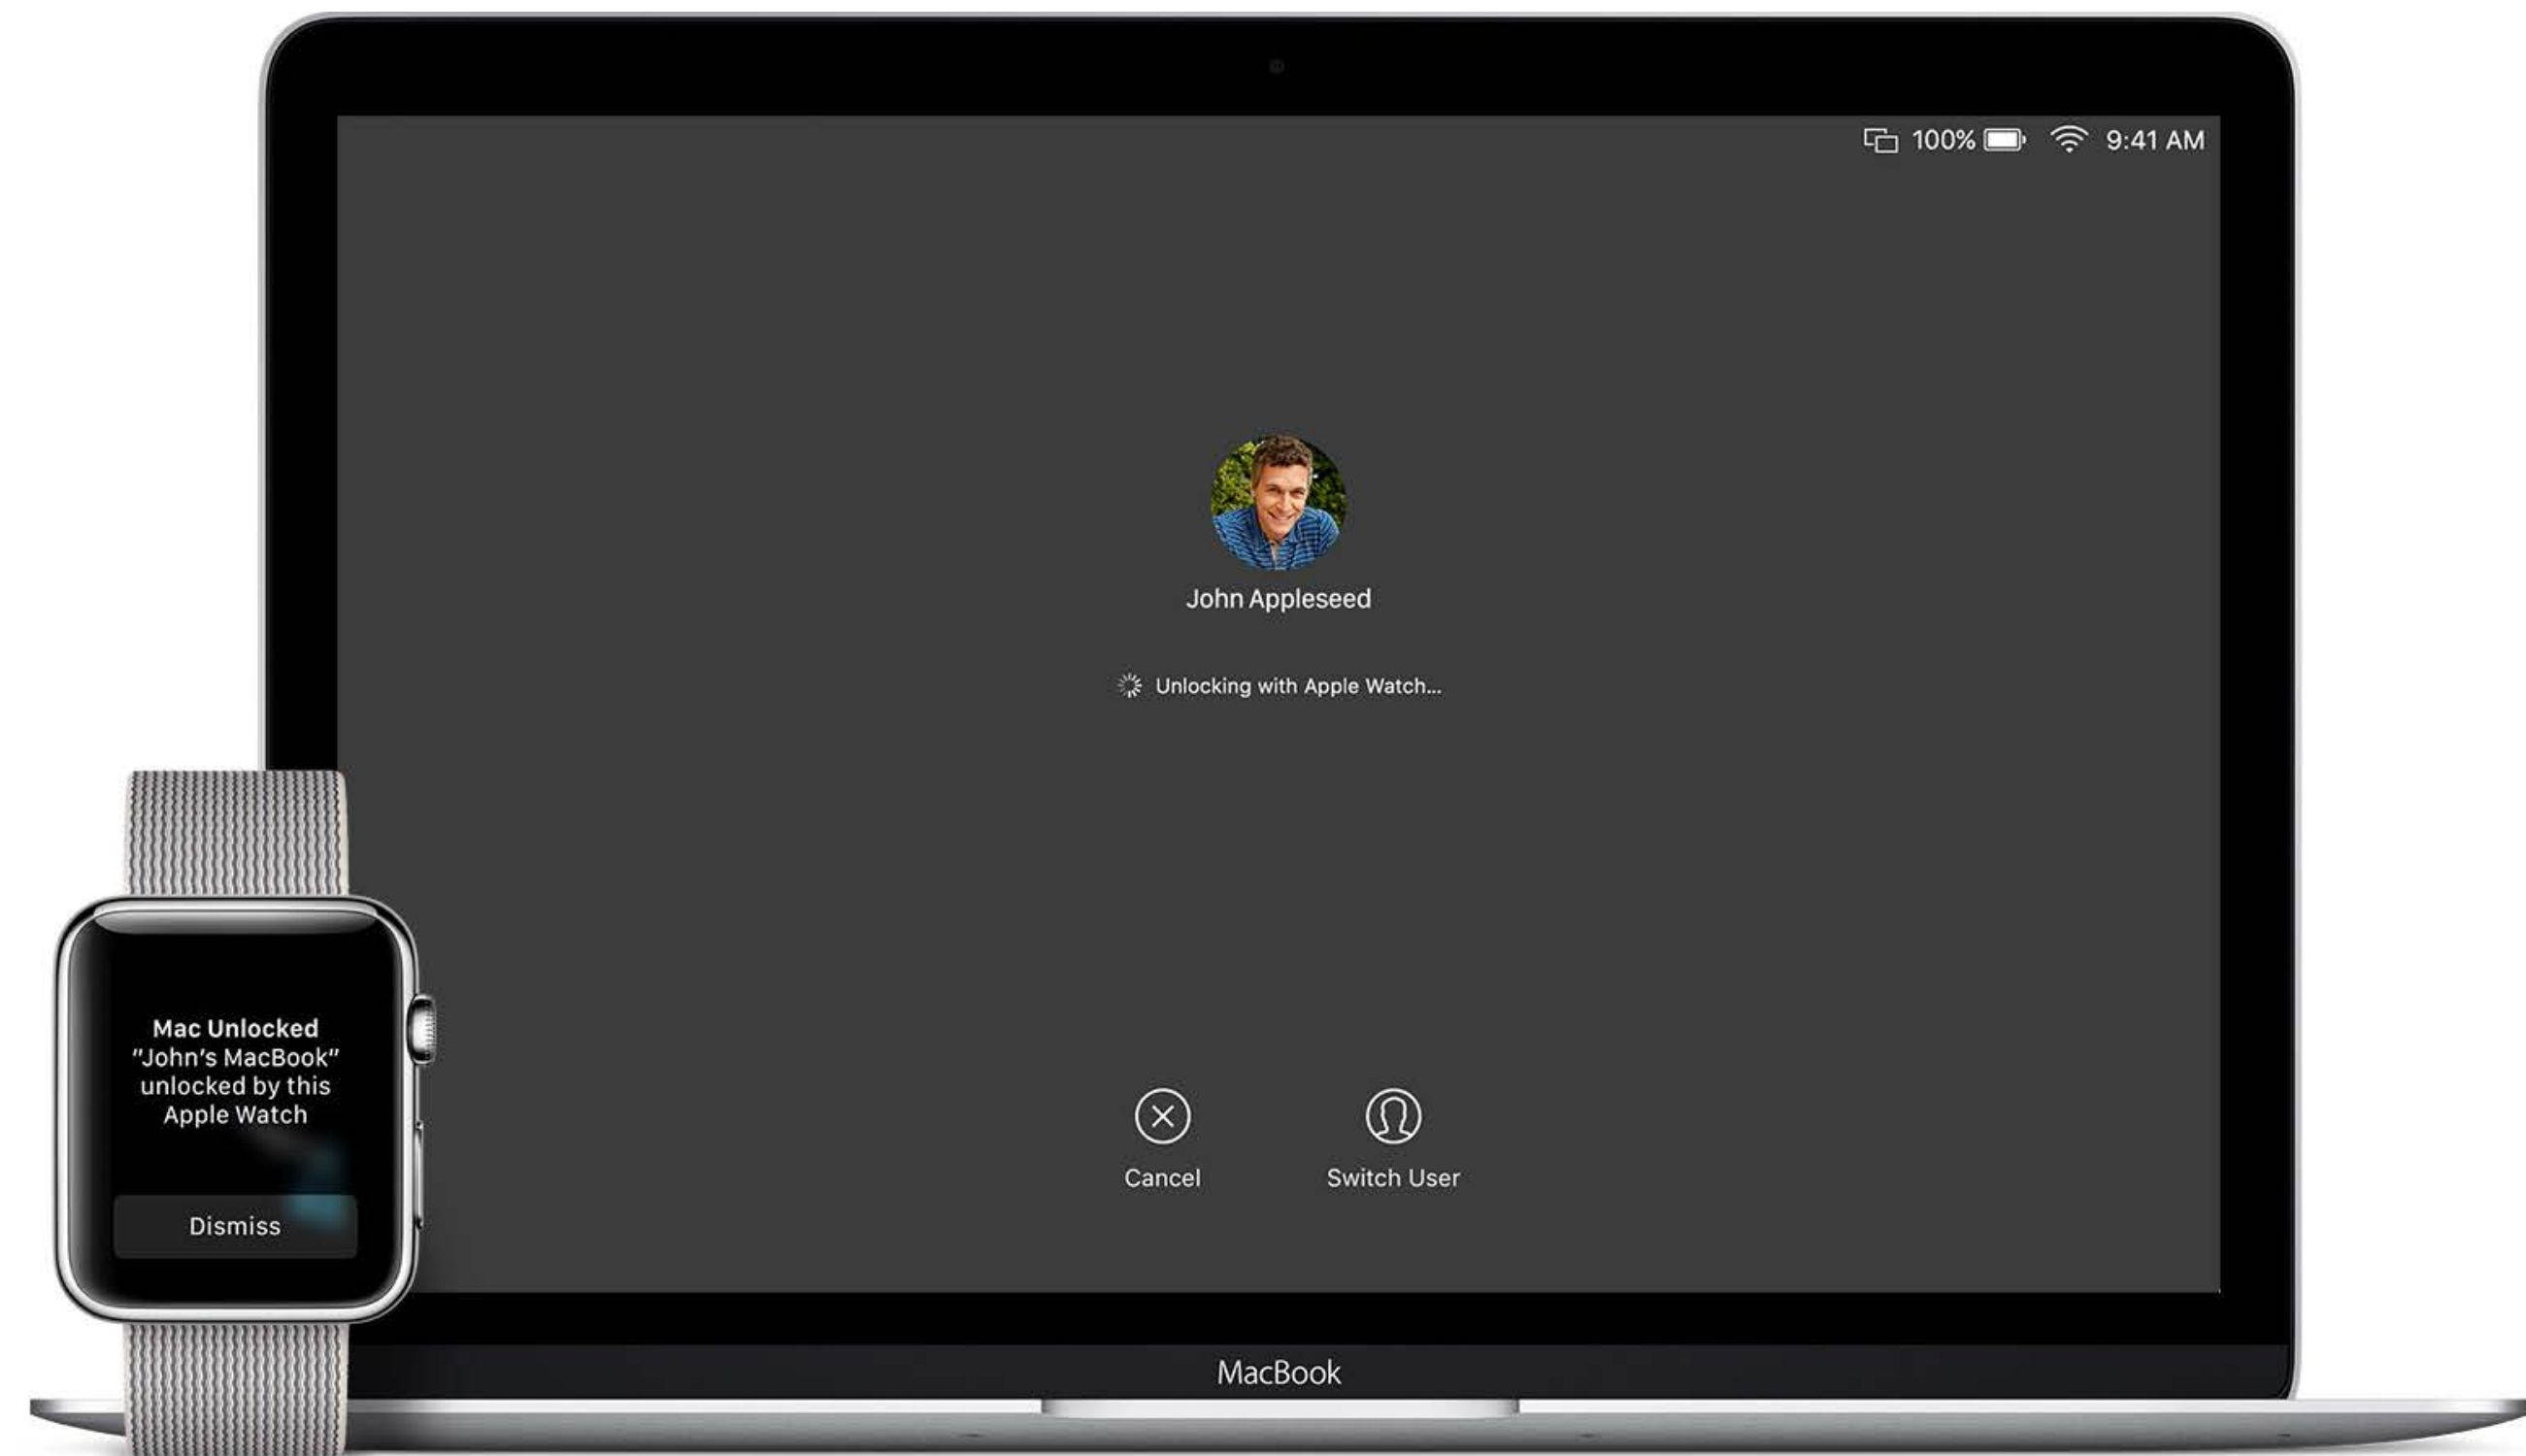 100% 9:41 AM
John Appleseed
Unlocking with Apple Watch...
Cancel
Switch User
Mac Unlocked
"John's MacBook"
unlocked by this
Apple Watch
Dismiss
MacBook